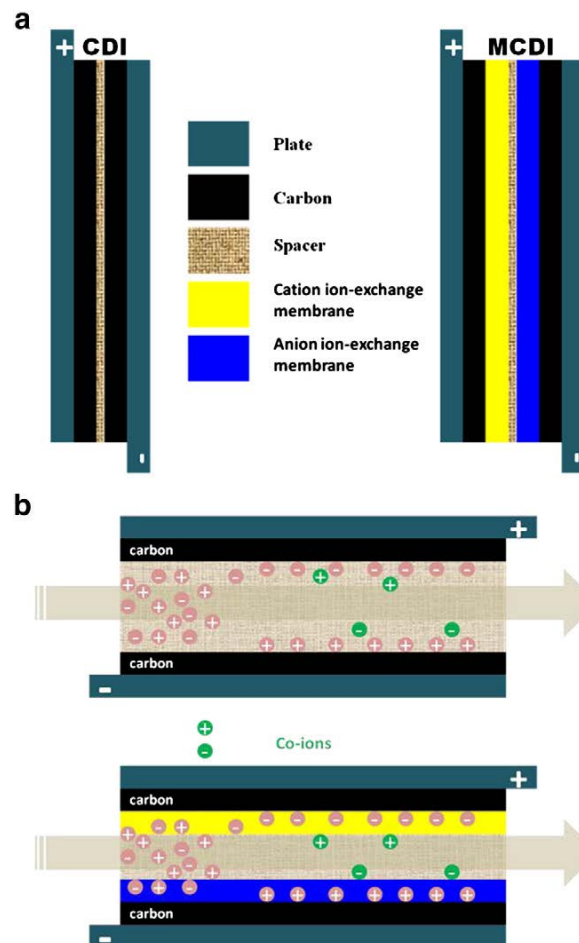 a
+ CDI
+ MCDI
Plate
Carbon
Spacer
Cation ion-exchange
membrane
Anion ion-exchange
membrane
-
-
b
+
carbon
- + - - - - - - -
+ + + + +
- + -
+ -
- + - - -
carbon + + + + + +
-
+
- Co-ions
+
carbon
- + - - - - - - -
+ + + + +
- + -
+ - -
- + - + + + + + +
carbon
-